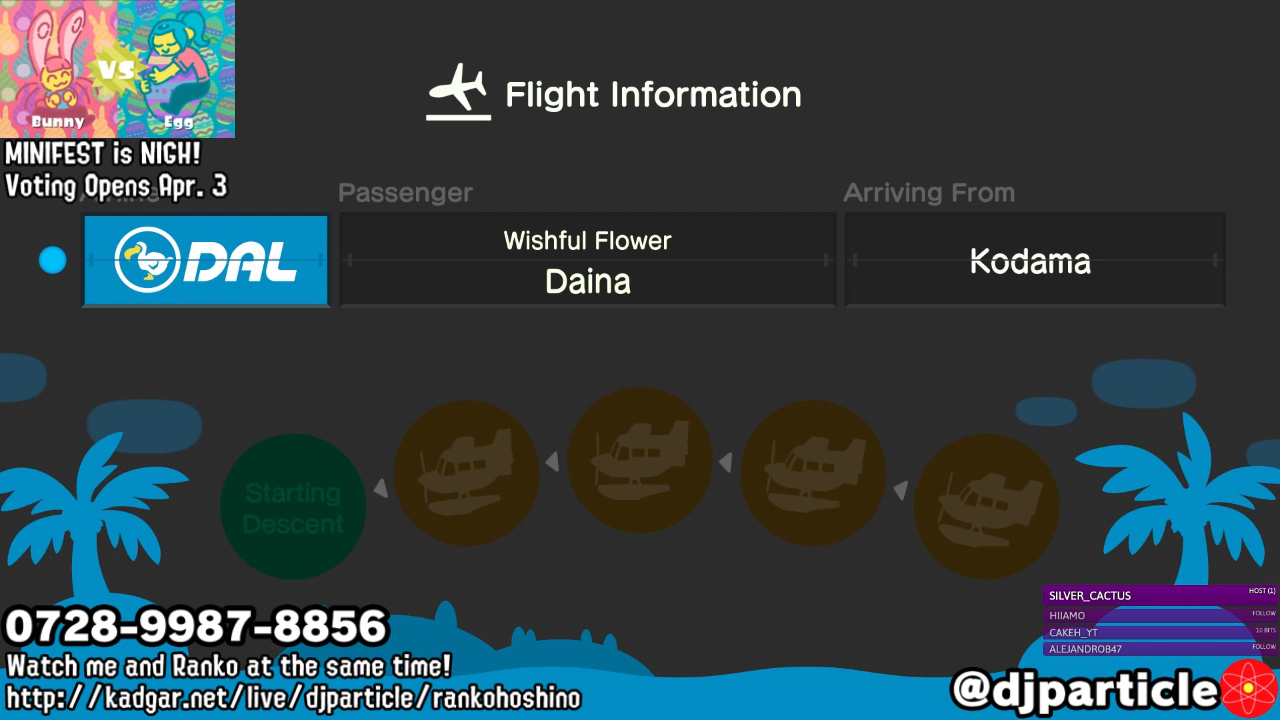 VS
Bunny
Egg
MINIFEST is NIGH!
Voting Opens Apr. 3
Flight Information
Passenger
Arriving From
DAL
Wishful Flower
Daina
Kodama
Starting
Descent
0728-9987-8856
Watch me and Ranko at the same time!
http://kadgar.net/live/djparticle/rankohoshino
SILVER_CACTUS HOST (1)
HIIAMO FOLLOW
CAKEH_YT 10 BITS
ALEJANDROB47 FOLLOW
@djparticle